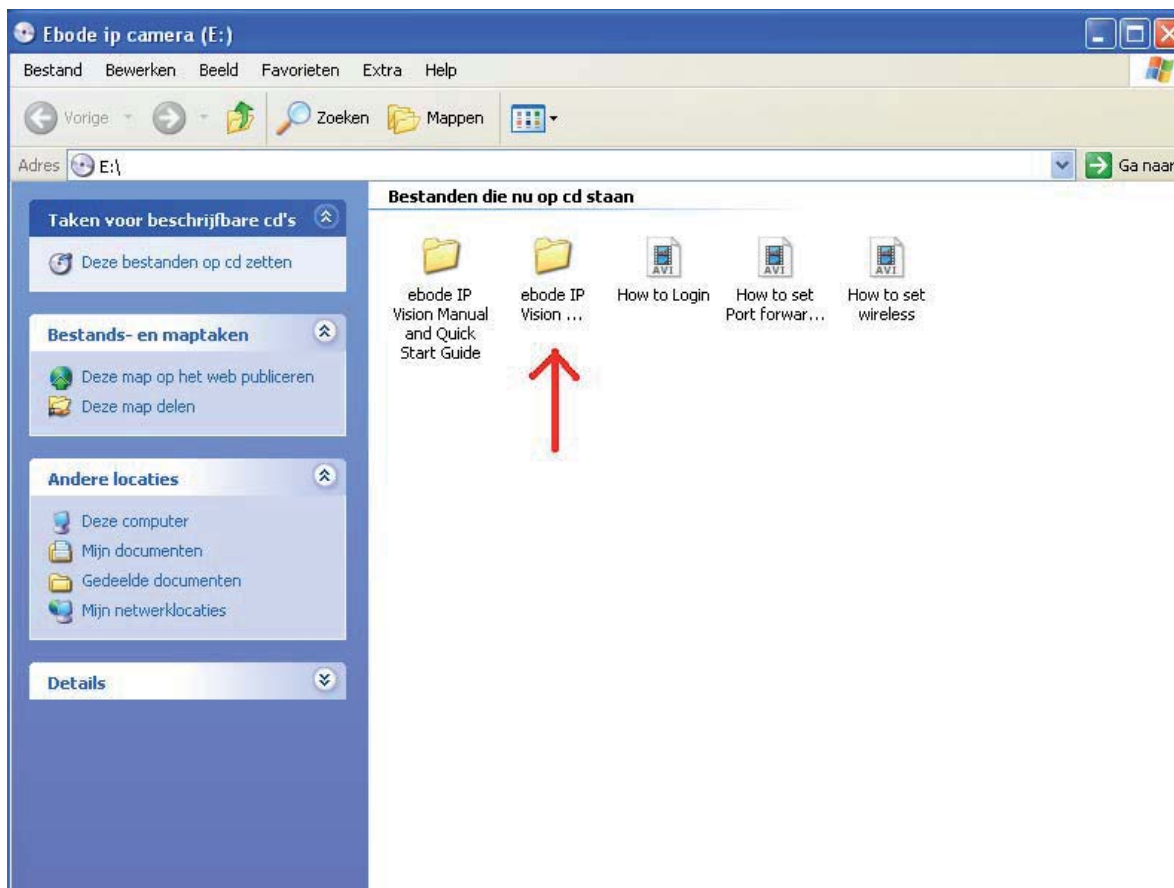 Ebode ip camera (E:)
Bestand Bewerken Beeld Favorieten Extra Help
Vorige Zoeken Mappen
Adres E:\ Ga naar
Taken voor beschrijfbare cd's
Deze bestanden op cd zetten
Bestands- en maptaken
Deze map op het web publiceren
Deze map delen
Andere locaties
Deze computer
Mijn documenten
Gedeelde documenten
Mijn netwerklocaties
Details
Bestanden die nu op cd staan
ebode IP
Vision Manual
and Quick
Start Guide
ebode IP
Vision ...
AVI
How to Login
AVI
How to set
Port forwar...
AVI
How to set
wireless